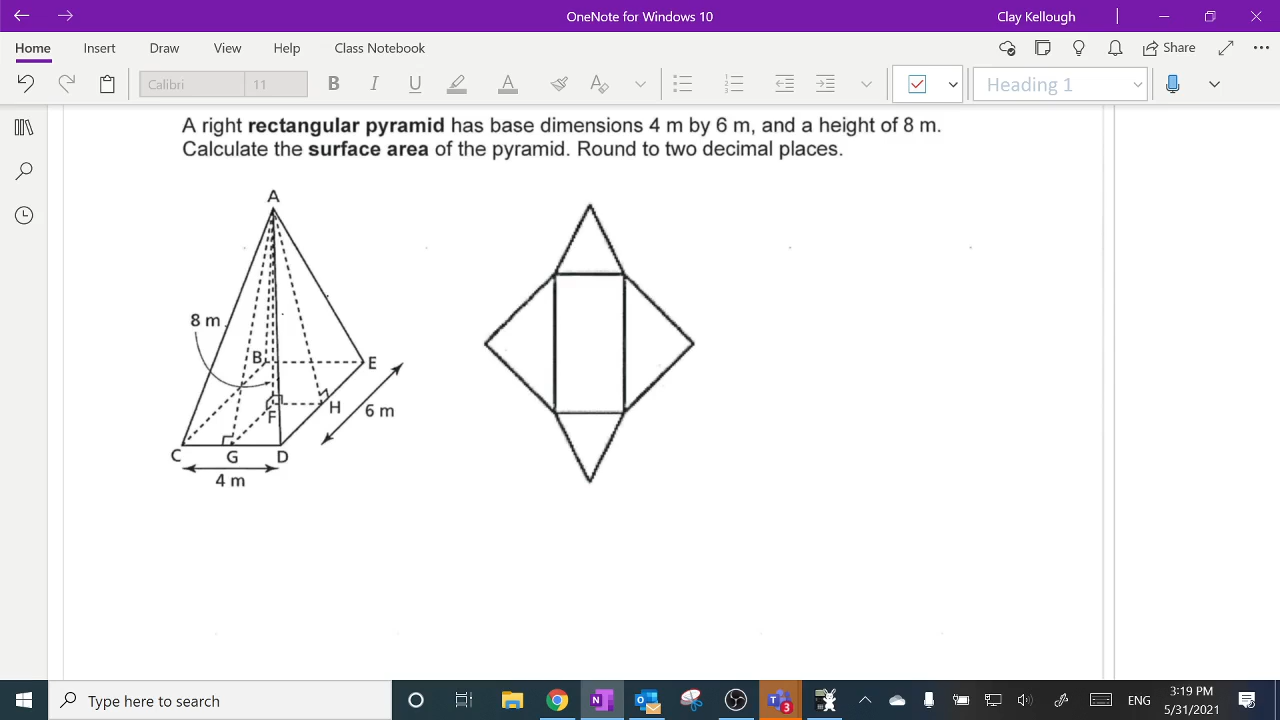 OneNote for Windows 10
Clay Kellough
Home Insert Draw View Help Class Notebook
Share
Calibri 11 B I U A A Heading 1
A right rectangular pyramid has base dimensions 4 m by 6 m, and a height of 8 m.
Calculate the surface area of the pyramid. Round to two decimal places.
A
8 m
B
E
F
H
6 m
C G D
4 m
Type here to search
3
ENG
3:19 PM
5/31/2021